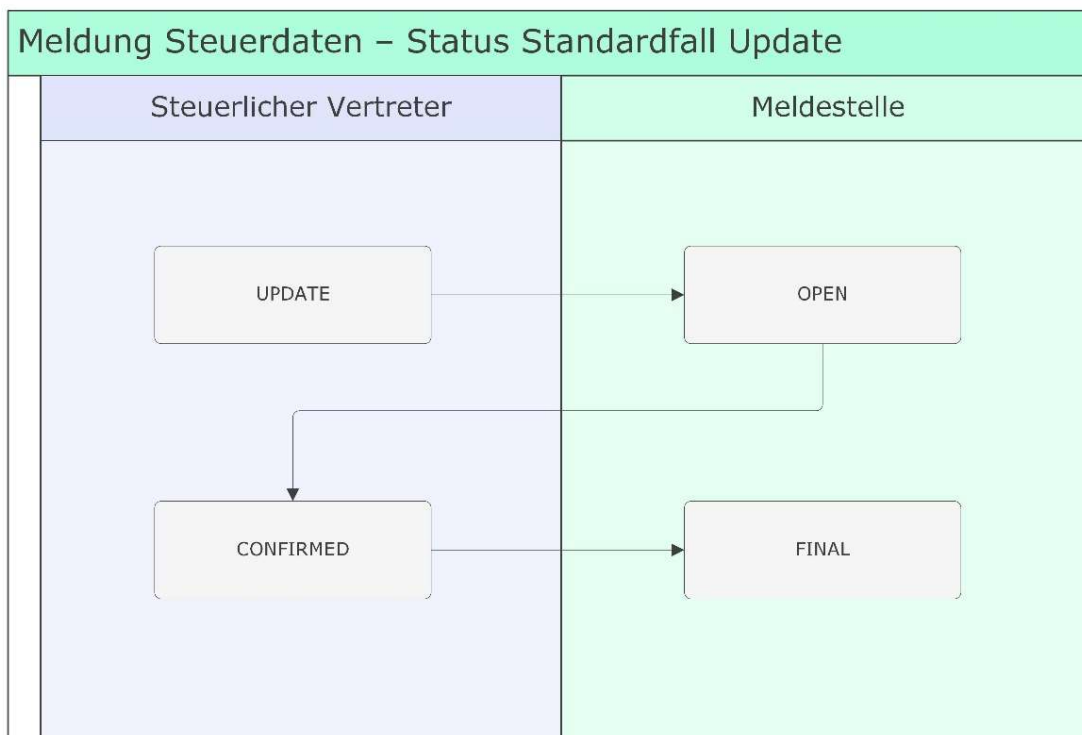 Meldung Steuerdaten – Status Standardfall Update
Steuerlicher Vertreter
Meldestelle
UPDATE
OPEN
CONFIRMED
FINAL